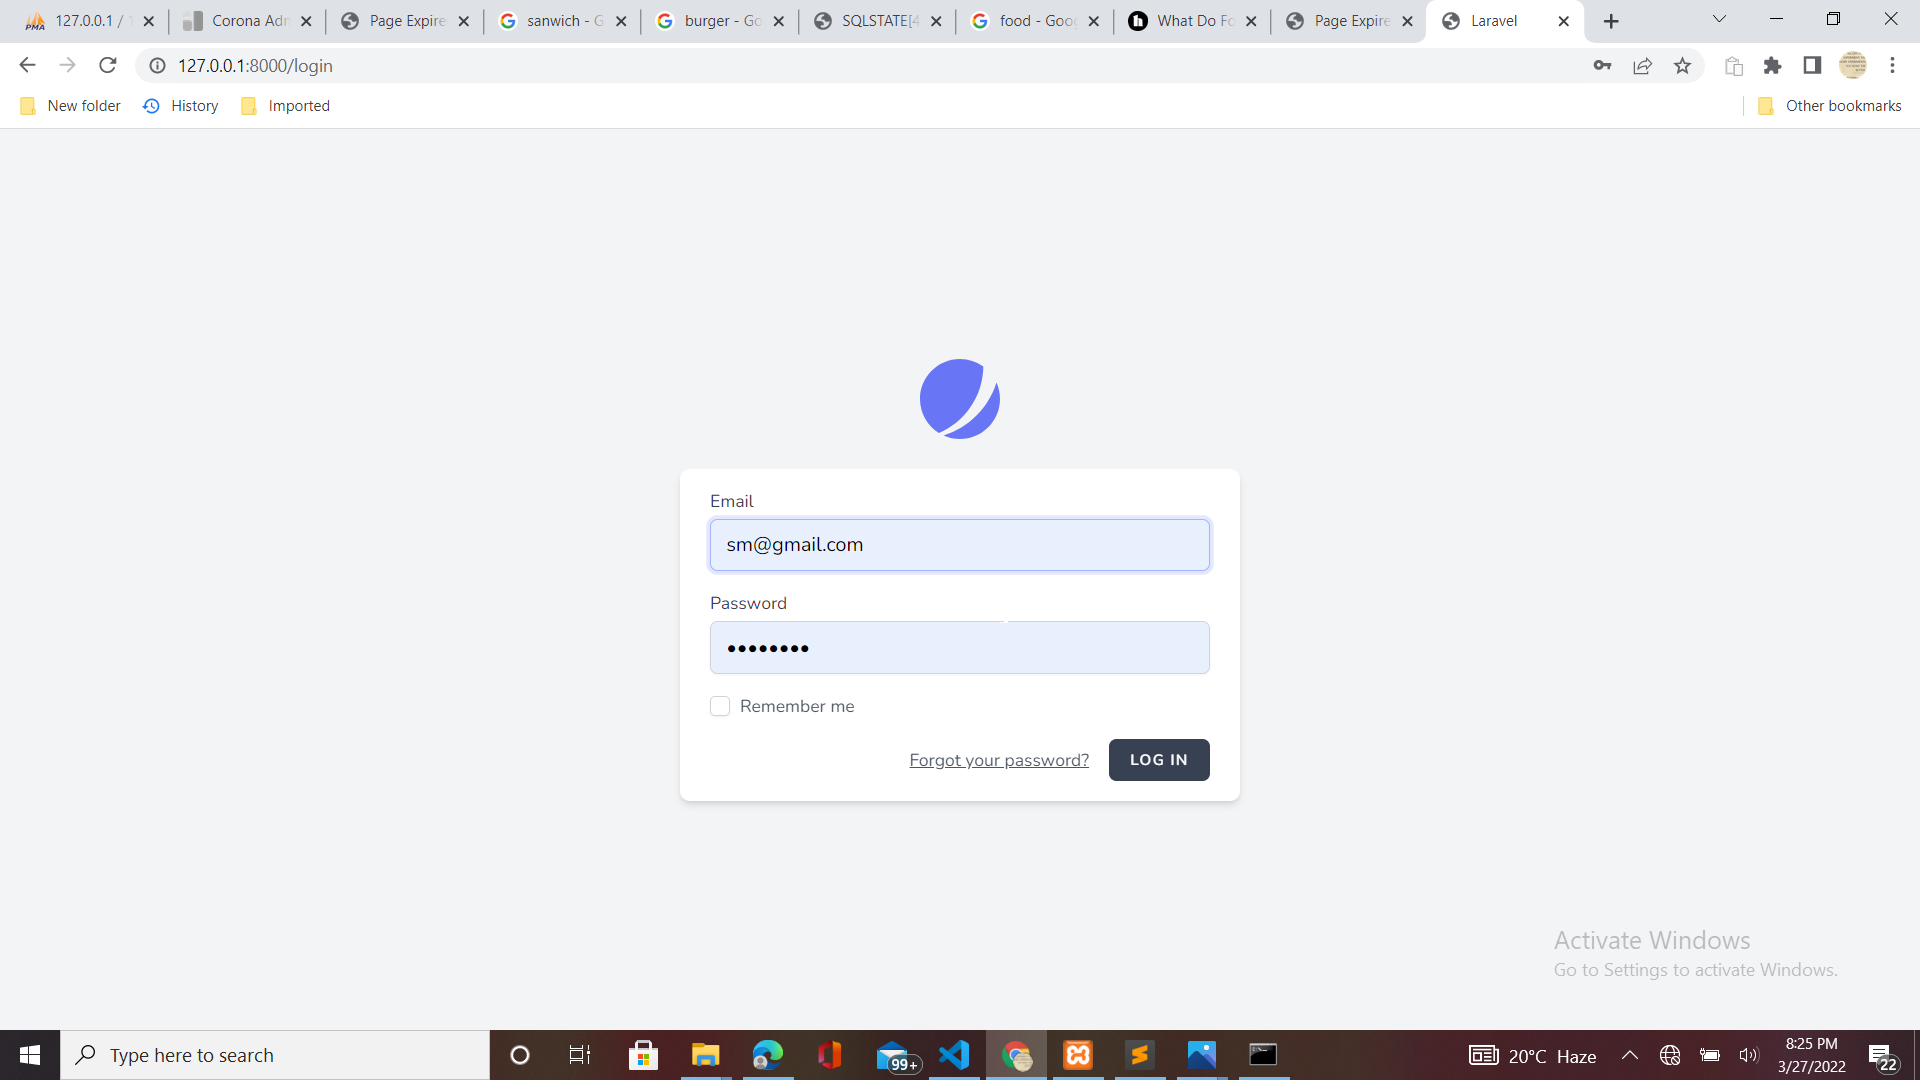 127.0.0.1 /
Corona Adm
Page Expire
sanwich - G
burger - Go
SQLSTATE[4
food - Goog
What Do Fo
Page Expire
Laravel
127.0.0.1:8000/login
New folder
History
Imported
Other bookmarks
Email
sm@gmail.com
Password
Remember me
Forgot your password?
LOG IN
Activate Windows
Go to Settings to activate Windows.
Type here to search
99+
20°C Haze
8:25 PM
3/27/2022
22